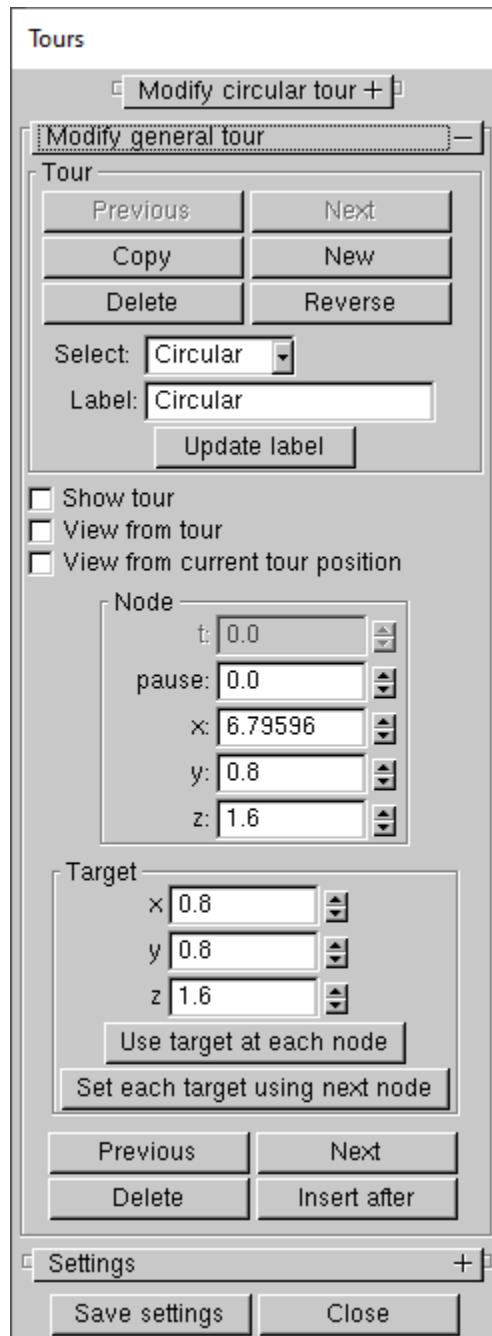 Tours
Modify circular tour +
Modify general tour −
Tour
Previous Next
Copy New
Delete Reverse
Select: Circular
Label: Circular
Update label
Show tour
View from tour
View from current tour position
Node
t: 0.0
pause: 0.0
x: 6.79596
y: 0.8
z: 1.6
Target
x 0.8
y 0.8
z 1.6
Use target at each node
Set each target using next node
Previous Next
Delete Insert after
Settings +
Save settings Close